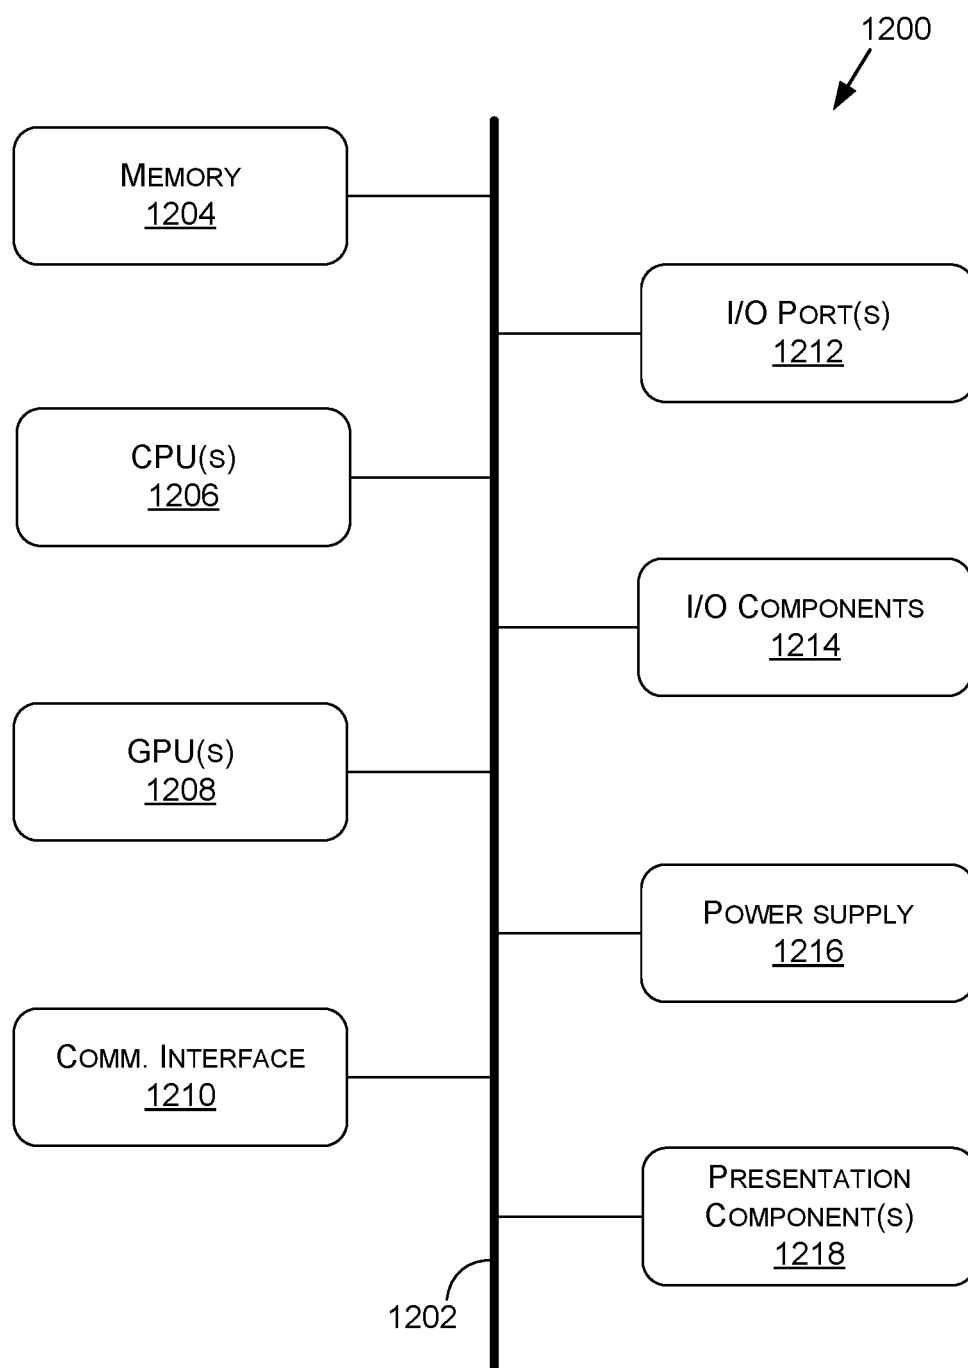 1200
MEMORY
1204
I/O PORT(S)
1212
CPU(S)
1206
I/O COMPONENTS
1214
GPU(S)
1208
POWER SUPPLY
1216
COMM. INTERFACE
1210
PRESENTATION
COMPONENT(S)
1218
1202